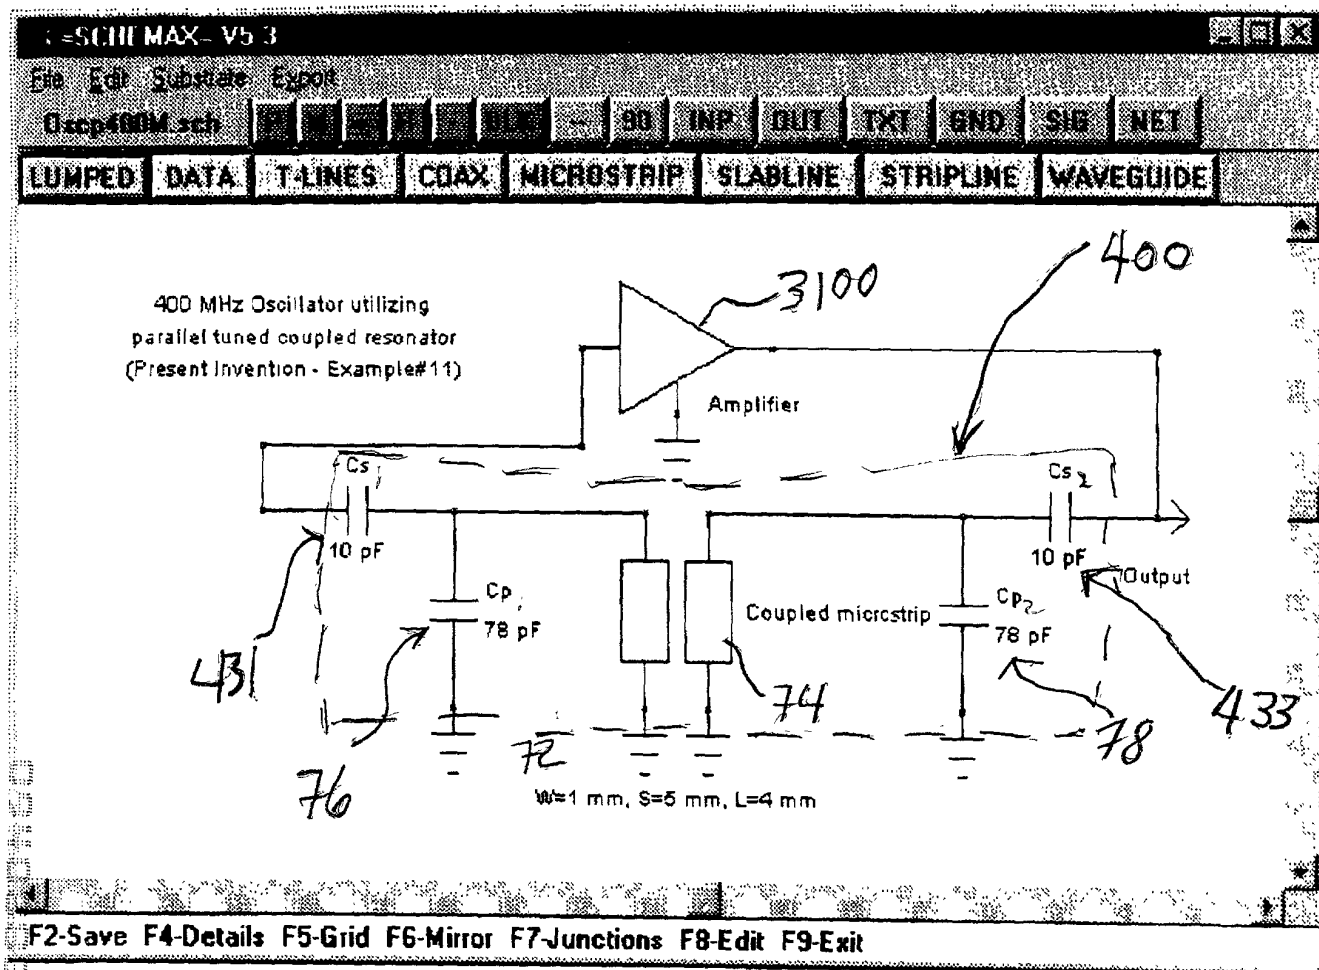 =SCHEMAX= V5.3
File Edit Substrate Export
Oscp400M.sch 90 INP OUT TXT GND SIG NET
LUMPED DATA T-LINES COAX MICROSTRIP SLABLINE STRIPLINE WAVEGUIDE
400
3100
400 MHz Oscillator utilizing
parallel tuned coupled resonator
(Present Invention - Example#11)
Amplifier
Cs1
Cs2
10 pF
10 pF
Output
Cp1
78 pF
Coupled microstrip
Cp2
78 pF
431
74
433
76
72
78
W=1 mm, S=5 mm, L=4 mm
F2-Save F4-Details F5-Grid F6-Mirror F7-Junctions F8-Edit F9-Exit